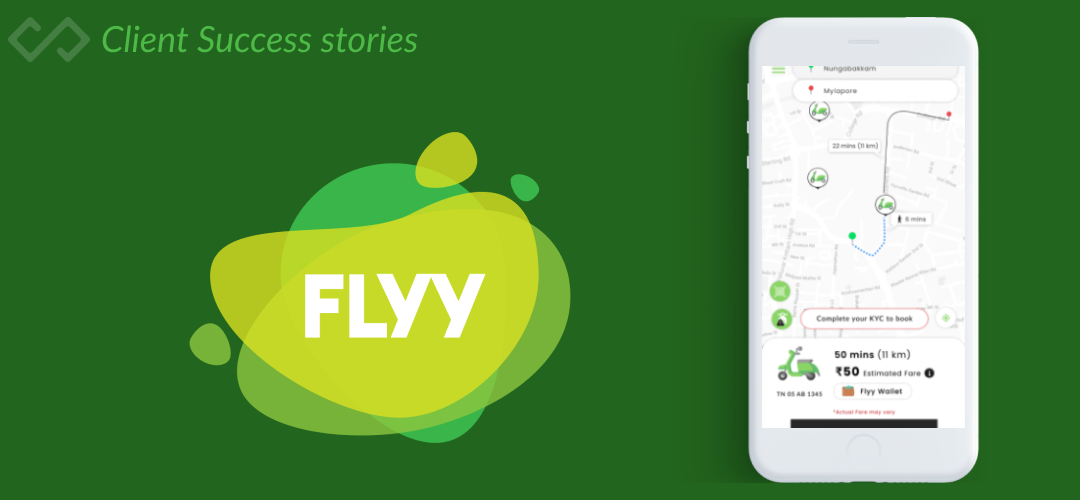 Client Success stories
FLYY
Nungabakkam
Mylapore
22 mins (11 km)
6 mins
Complete your KYC to book
50 mins (11 km)
₹50 Estimated Fare
Flyy Wallet
TN 05 AB 1345
*Actual Fare may vary